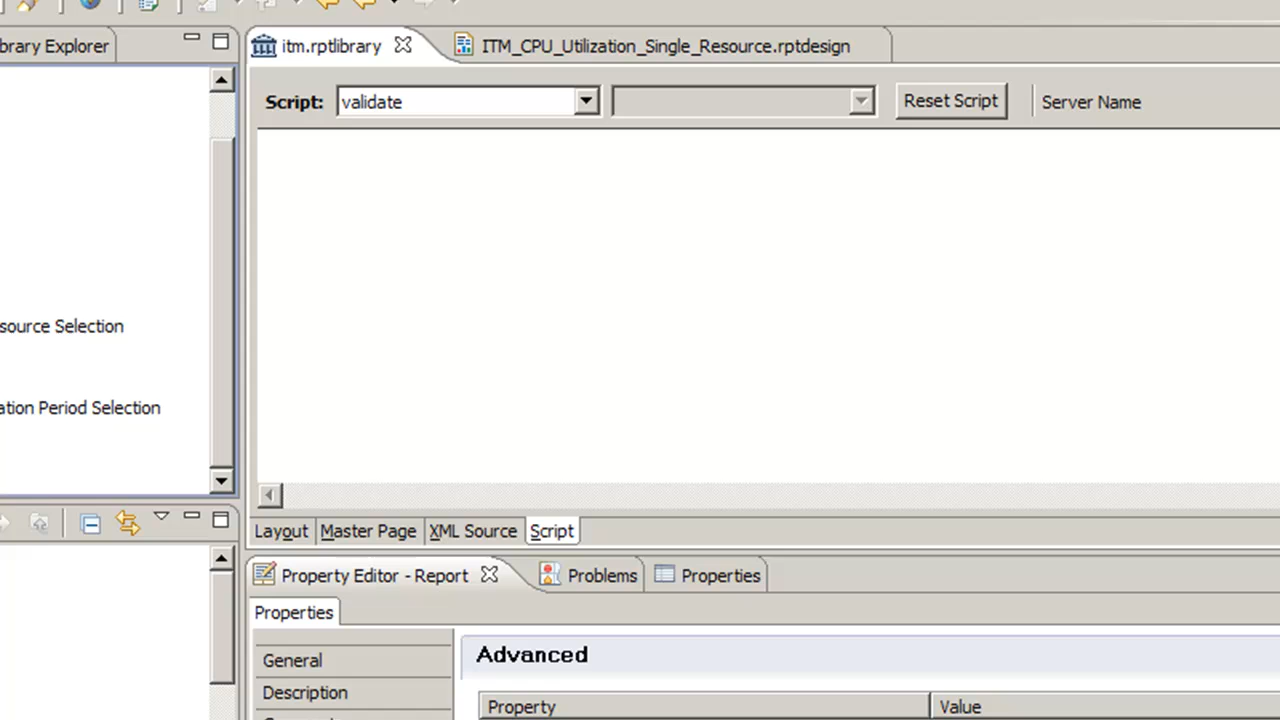 brary Explorer
itm.rptlibrary
ITM_CPU_Utilization_Single_Resource.rptdesign
Script:
validate
Reset Script
Server Name
source Selection
ation Period Selection
Layout
Master Page
XML Source
Script
Property Editor - Report
Problems
Properties
Properties
General
Description
Advanced
Property
Value